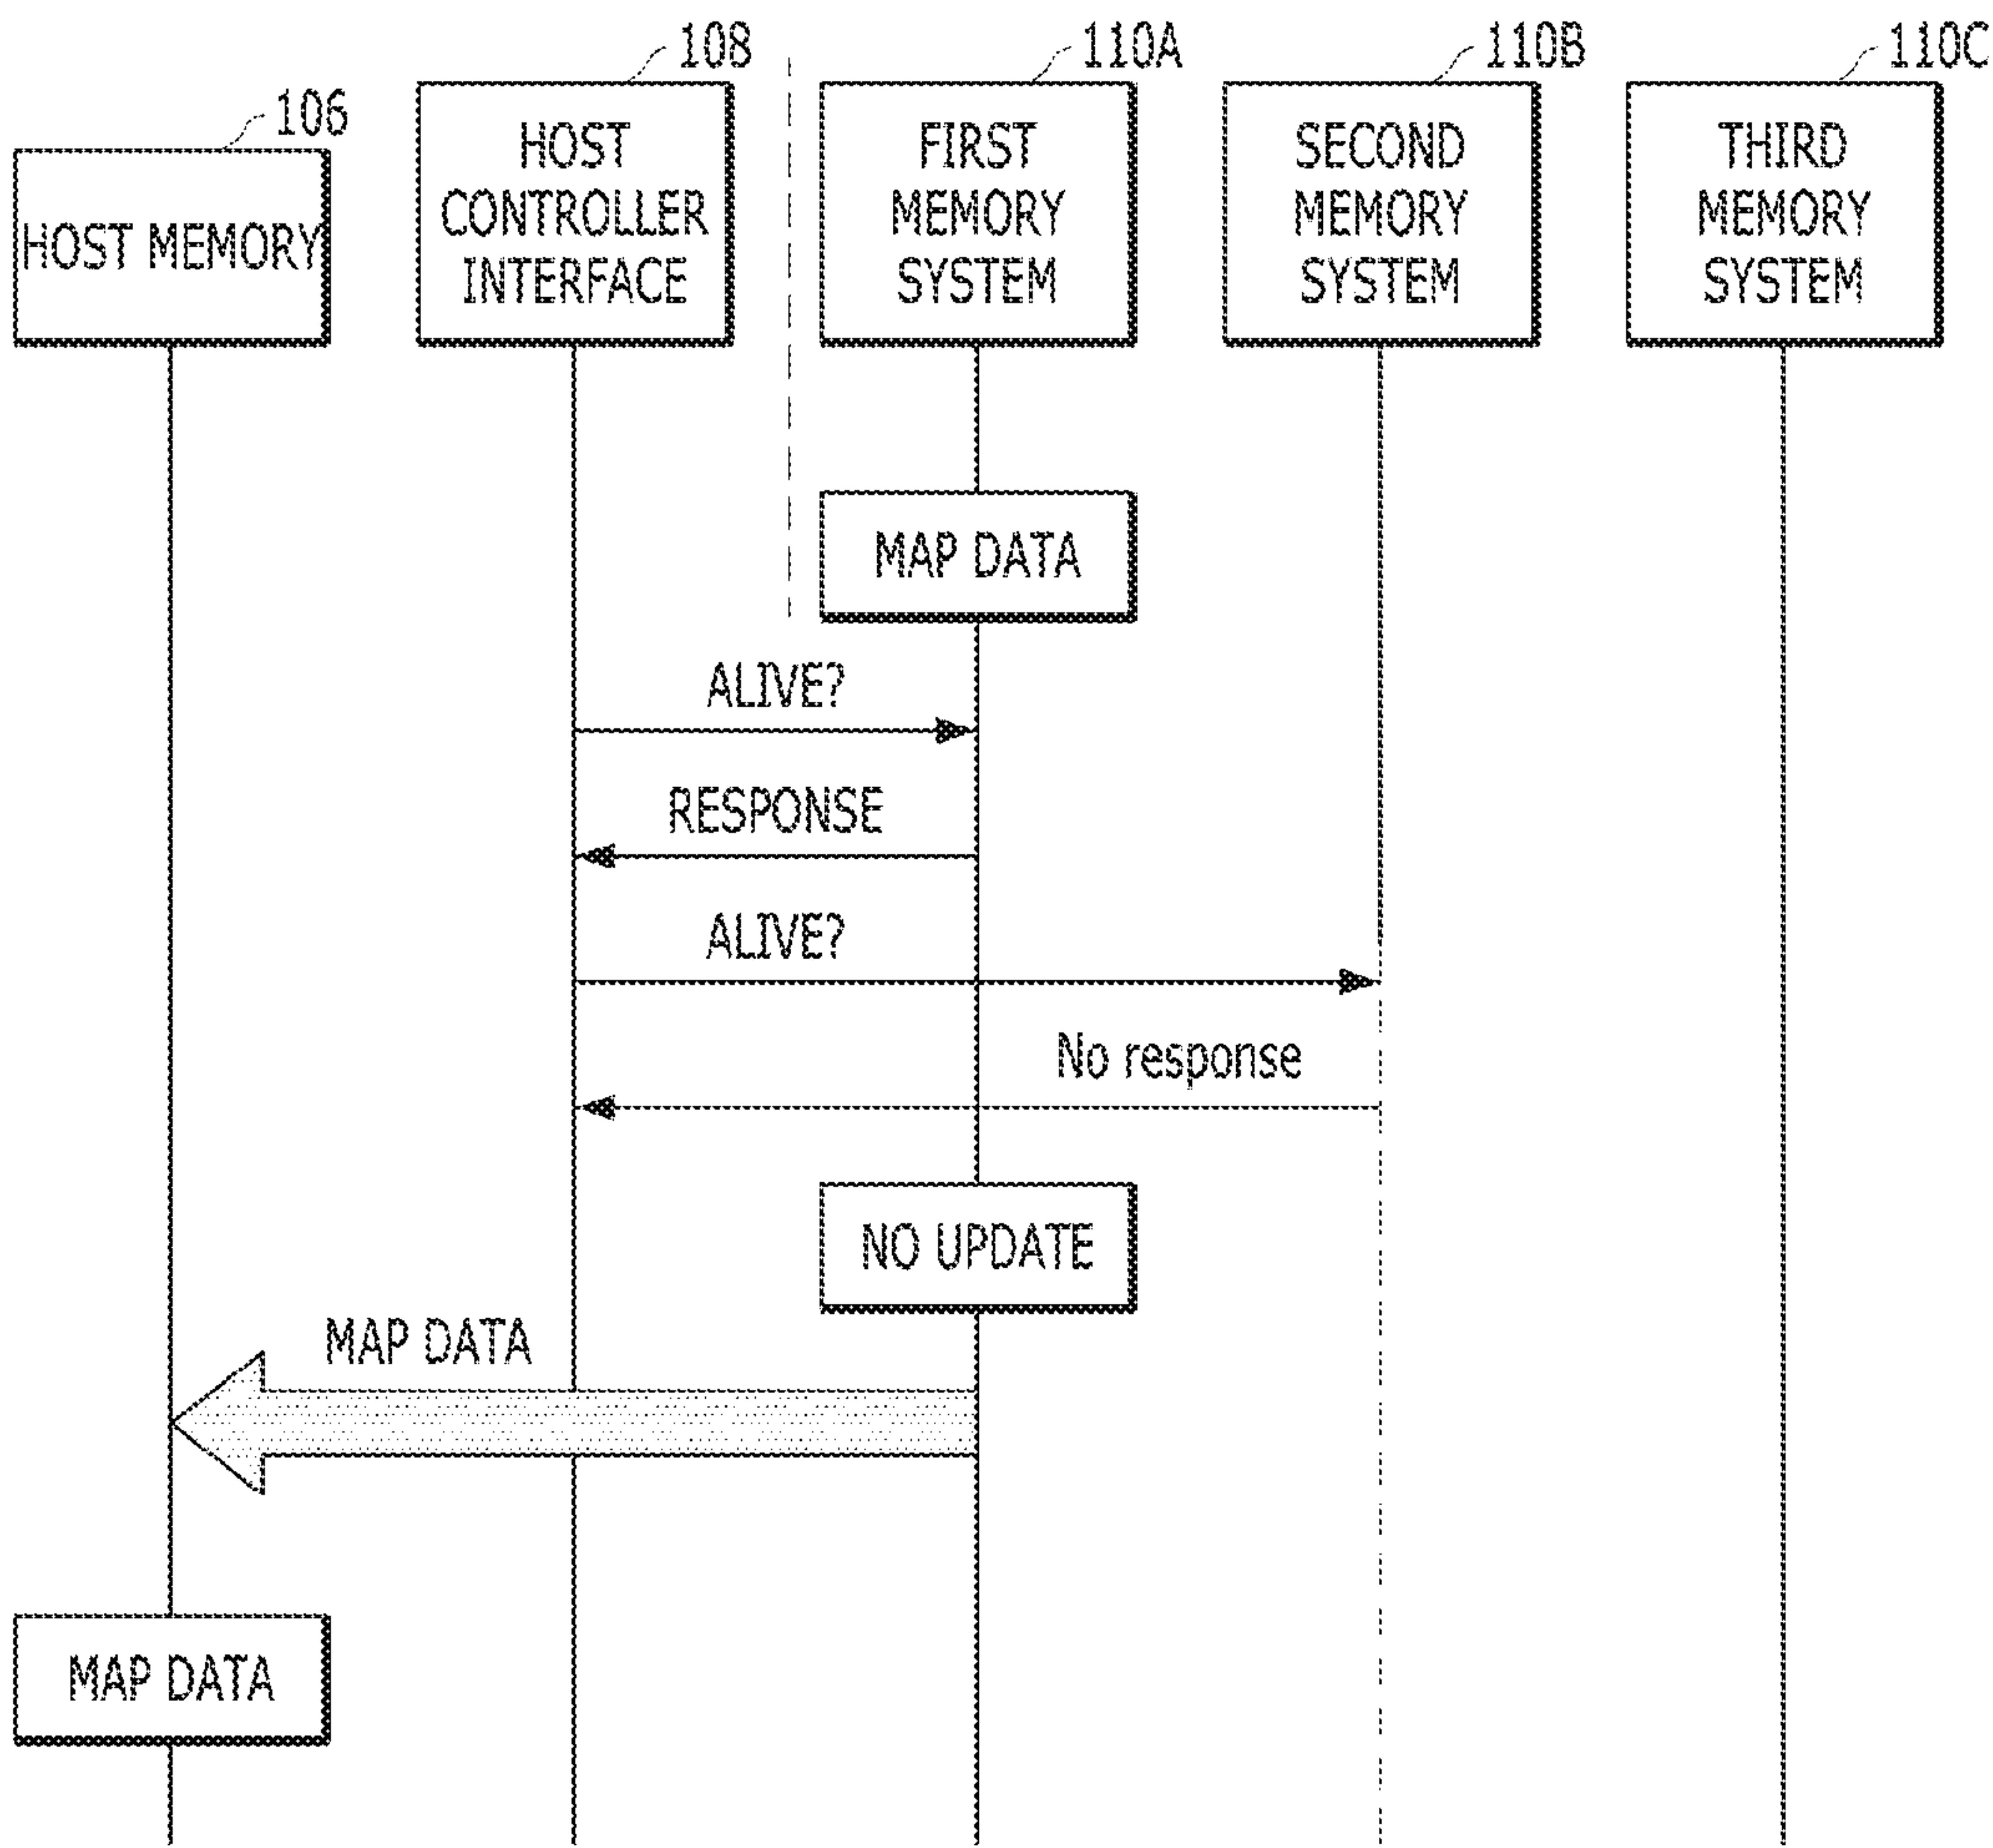 108
110A
110B
110C
106
HOST
CONTROLLER
INTERFACE
FIRST
MEMORY
SYSTEM
SECOND
MEMORY
SYSTEM
THIRD
MEMORY
SYSTEM
HOST MEMORY
MAP DATA
ALIVE?
RESPONSE
ALIVE?
No response
NO UPDATE
MAP DATA
MAP DATA